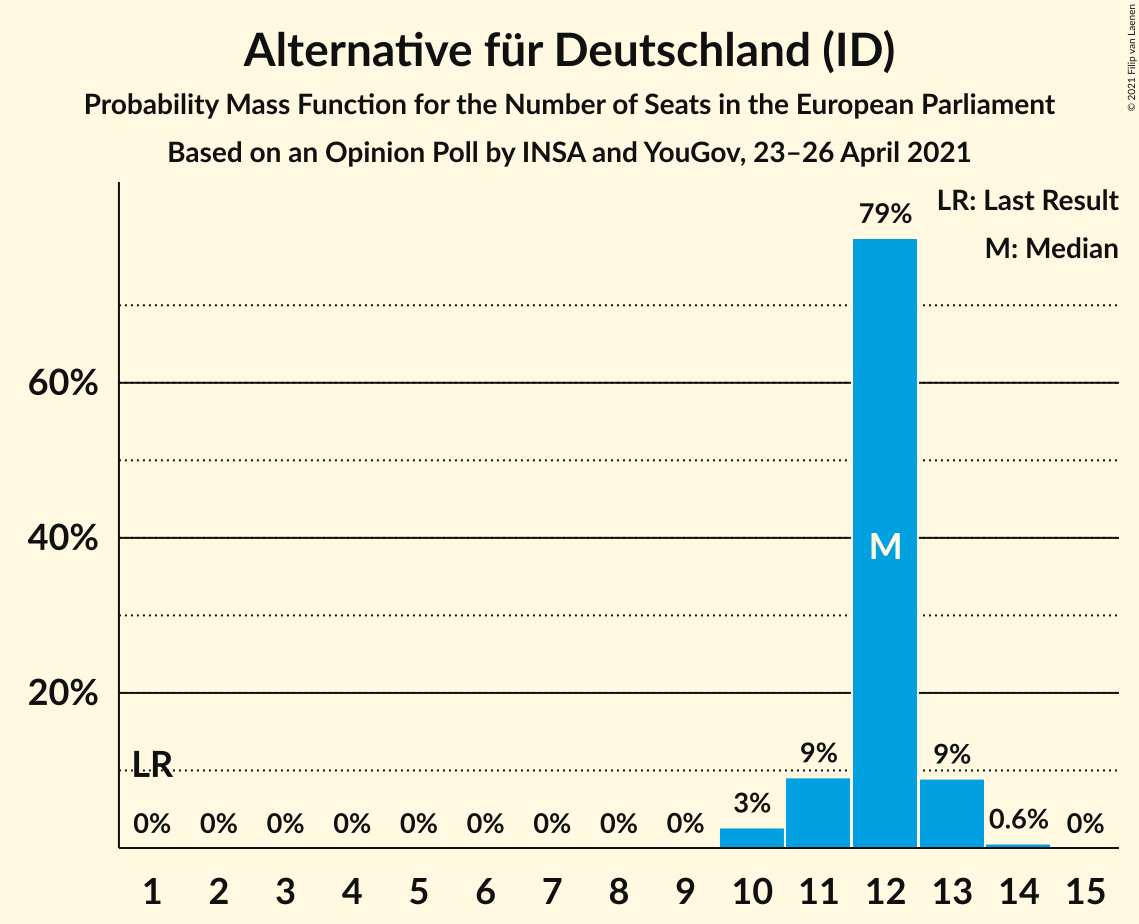 Alternative für Deutschland (ID)
Probability Mass Function for the Number of Seats in the European Parliament
Based on an Opinion Poll by INSA and YouGov, 23–26 April 2021
© 2021 Filip van Laenen
LR: Last Result
M: Median
79%
60%
40%
20%
M
LR
0% 0% 0% 0% 0% 0% 0% 0% 0% 3% 9% 9% 0.6% 0%
1 2 3 4 5 6 7 8 9 10 11 12 13 14 15